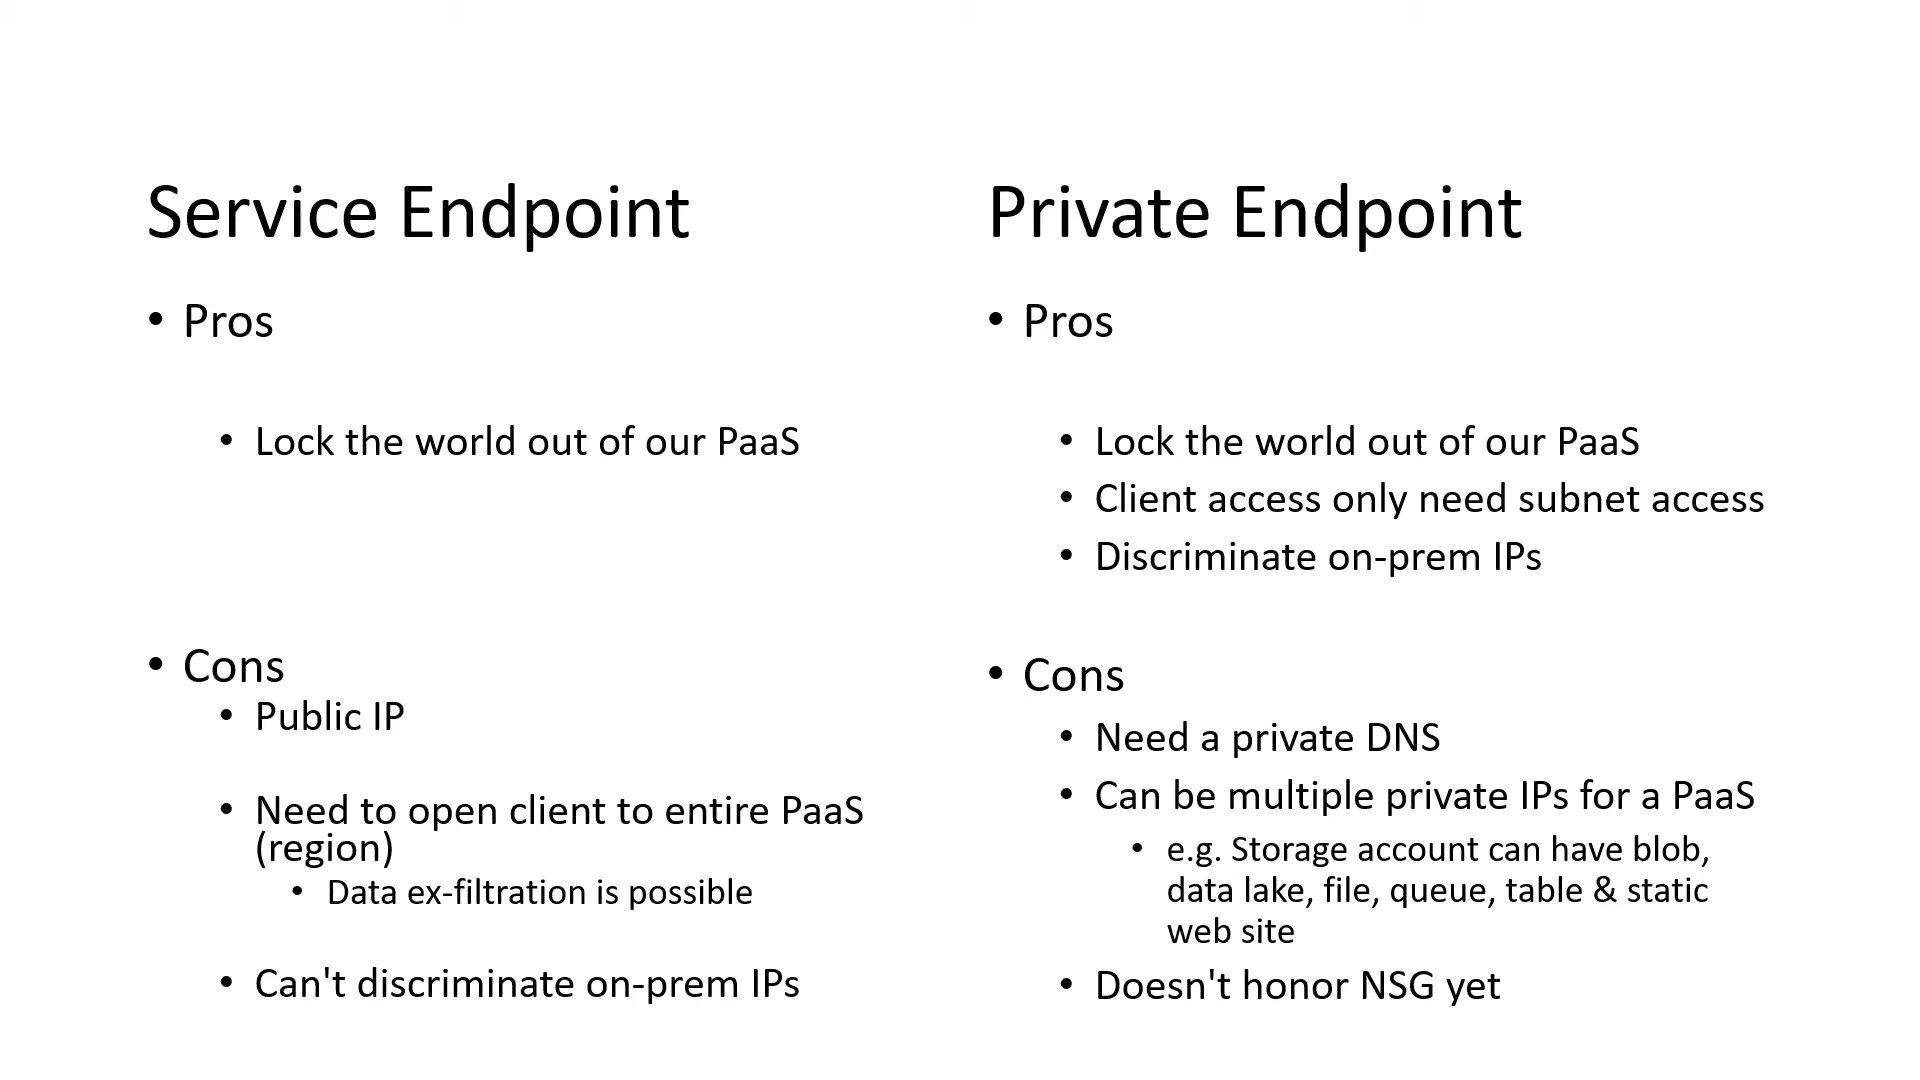 Service Endpoint
• Pros
• Lock the world out of our PaaS
• Cons
• Public IP
• Need to open client to entire PaaS
(region)
• Data ex-filtration is possible
• Can't discriminate on-prem IPs
Private Endpoint
• Pros
• Lock the world out of our PaaS
• Client access only need subnet access
• Discriminate on-prem IPs
• Cons
• Need a private DNS
• Can be multiple private IPs for a PaaS
• e.g. Storage account can have blob,
data lake, file, queue, table & static
web site
• Doesn't honor NSG yet